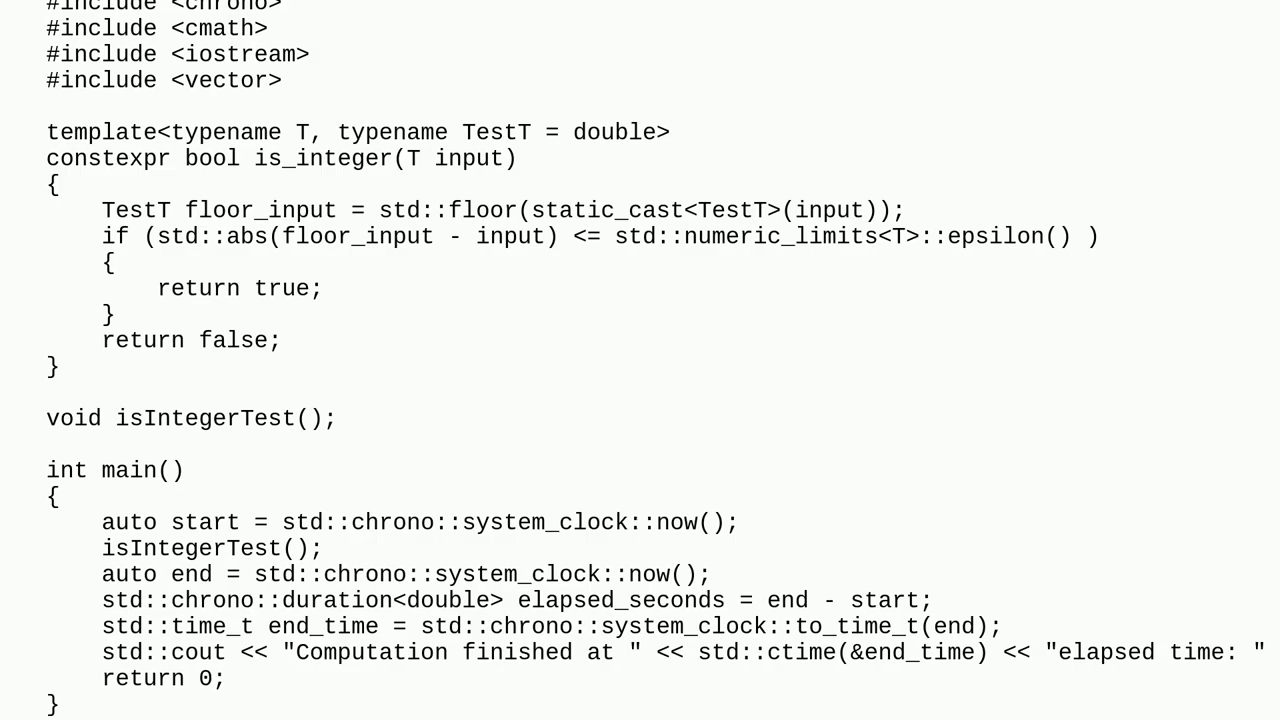 #include <chrono>
#include <cmath>
#include <iostream>
#include <vector>

template<typename T, typename TestT = double>
constexpr bool is_integer(T input)
{
    TestT floor_input = std::floor(static_cast<TestT>(input));
    if (std::abs(floor_input - input) <= std::numeric_limits<T>::epsilon() )
    {
        return true;
    }
    return false;
}

void isIntegerTest();

int main()
{
    auto start = std::chrono::system_clock::now();
    isIntegerTest();
    auto end = std::chrono::system_clock::now();
    std::chrono::duration<double> elapsed_seconds = end - start;
    std::time_t end_time = std::chrono::system_clock::to_time_t(end);
    std::cout << "Computation finished at " << std::ctime(&end_time) << "elapsed time: "
    return 0;
}